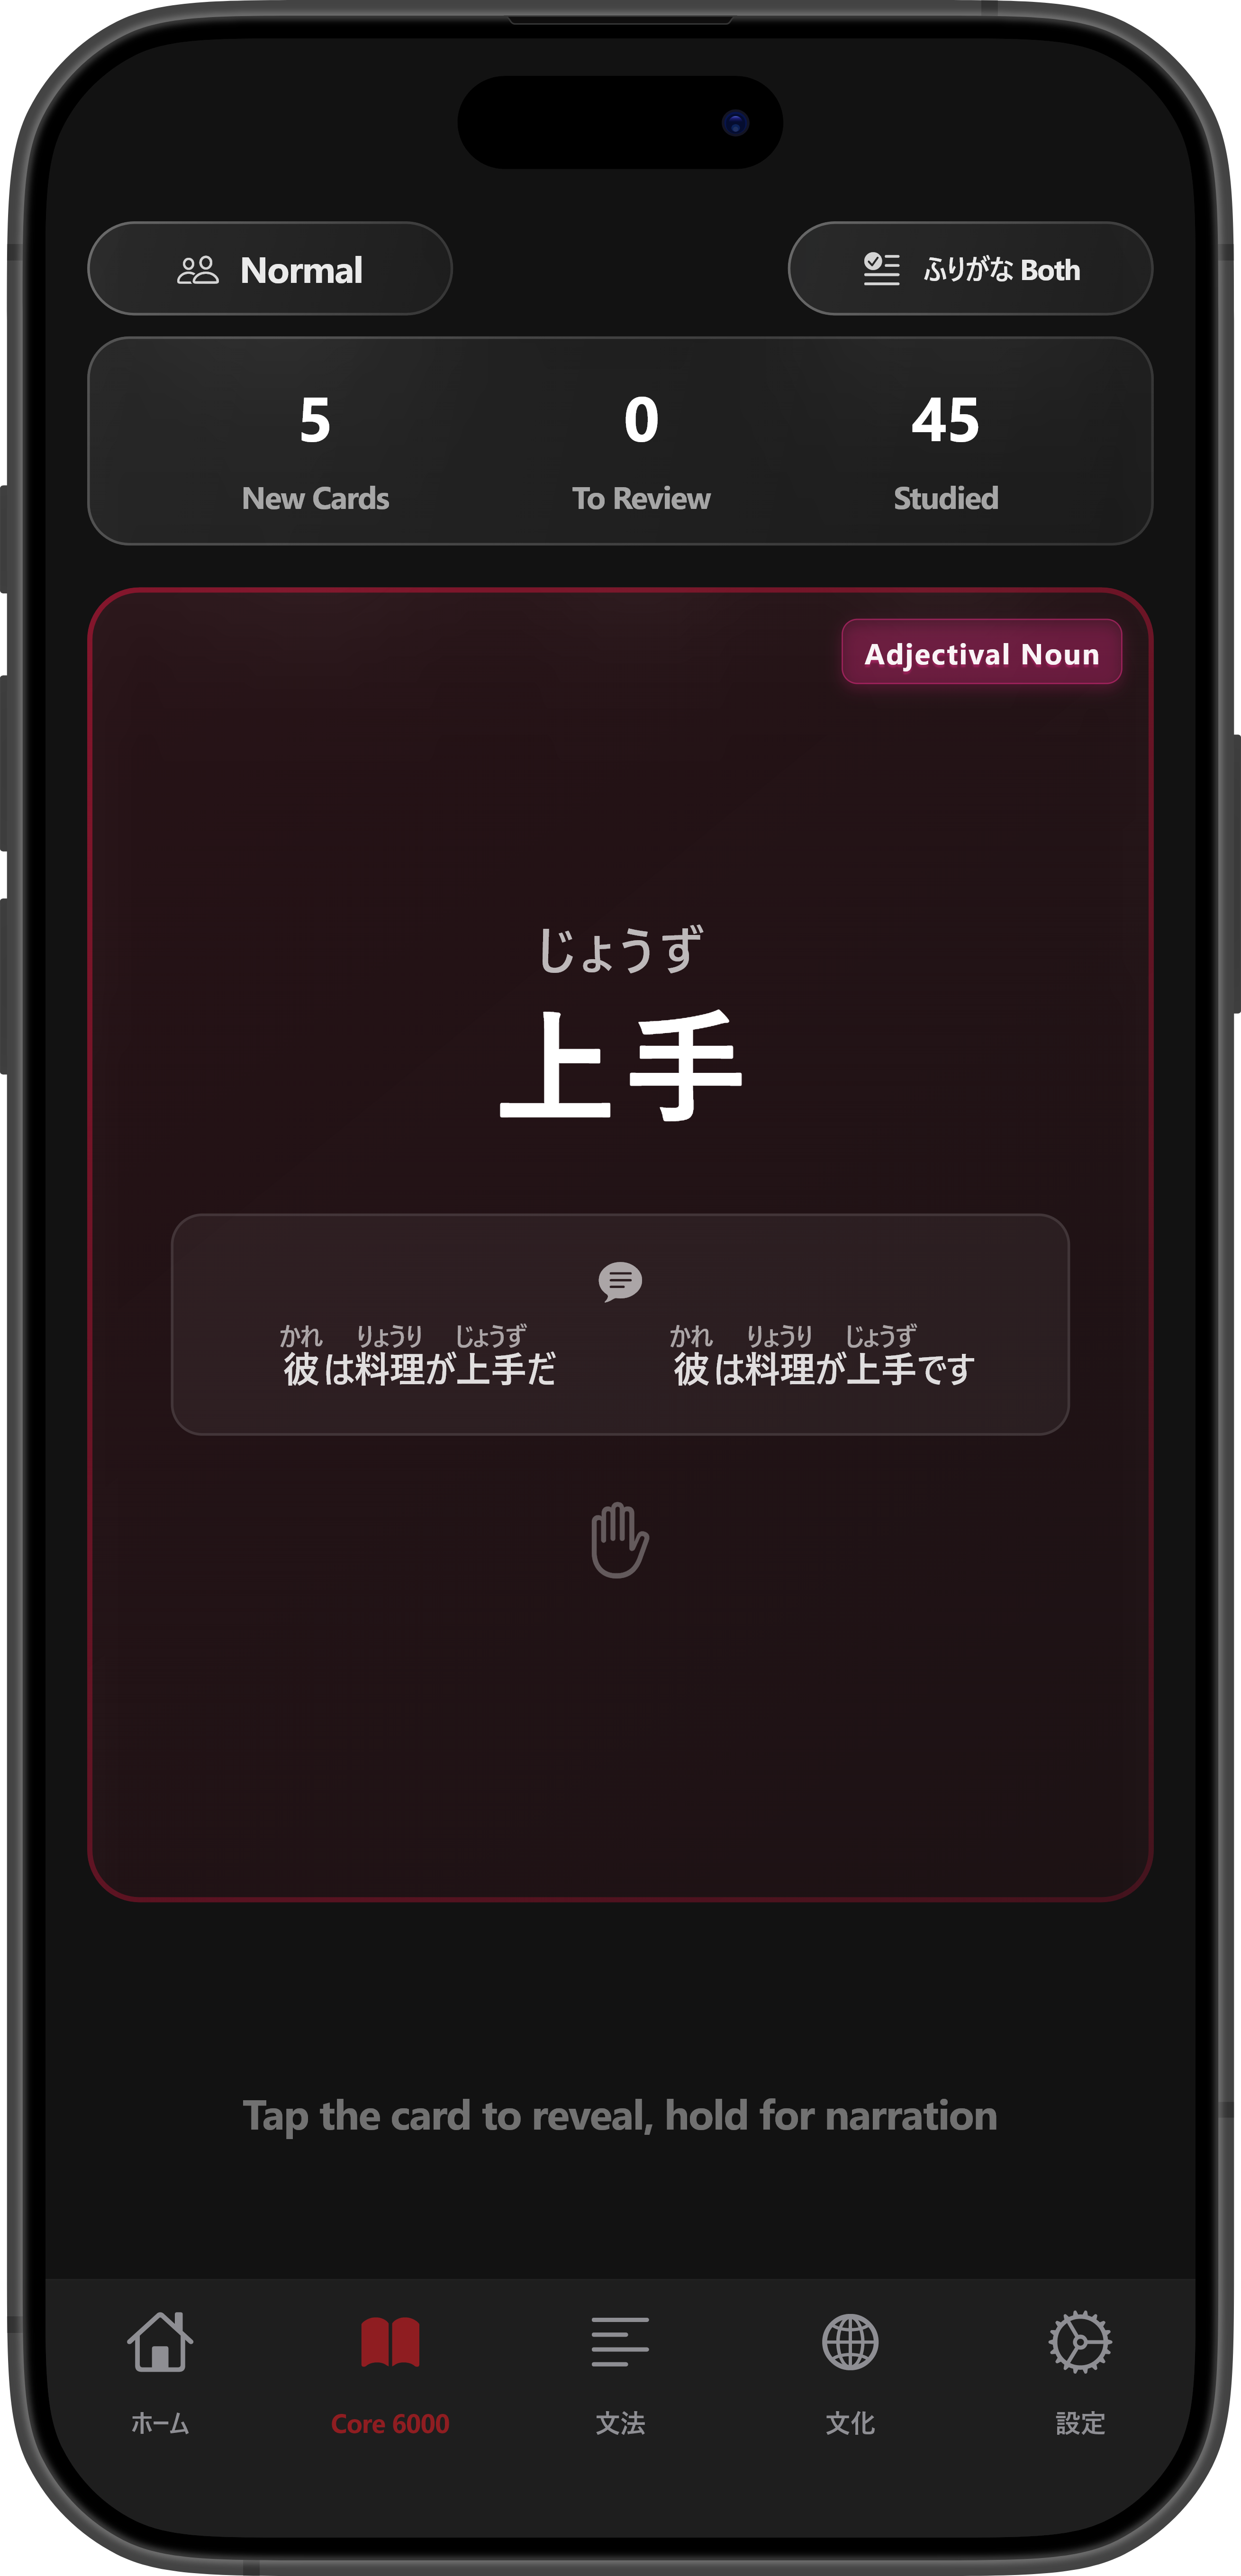 Normal
ふりがな Both
5 0 45
New Cards To Review Studied
Adjectival Noun
じょうず
上手
かれ りょうり じょうず かれ りょうり じょうず
彼は料理が上手だ 彼は料理が上手です
Tap the card to reveal, hold for narration
ホーム Core 6000 文法 文化 設定